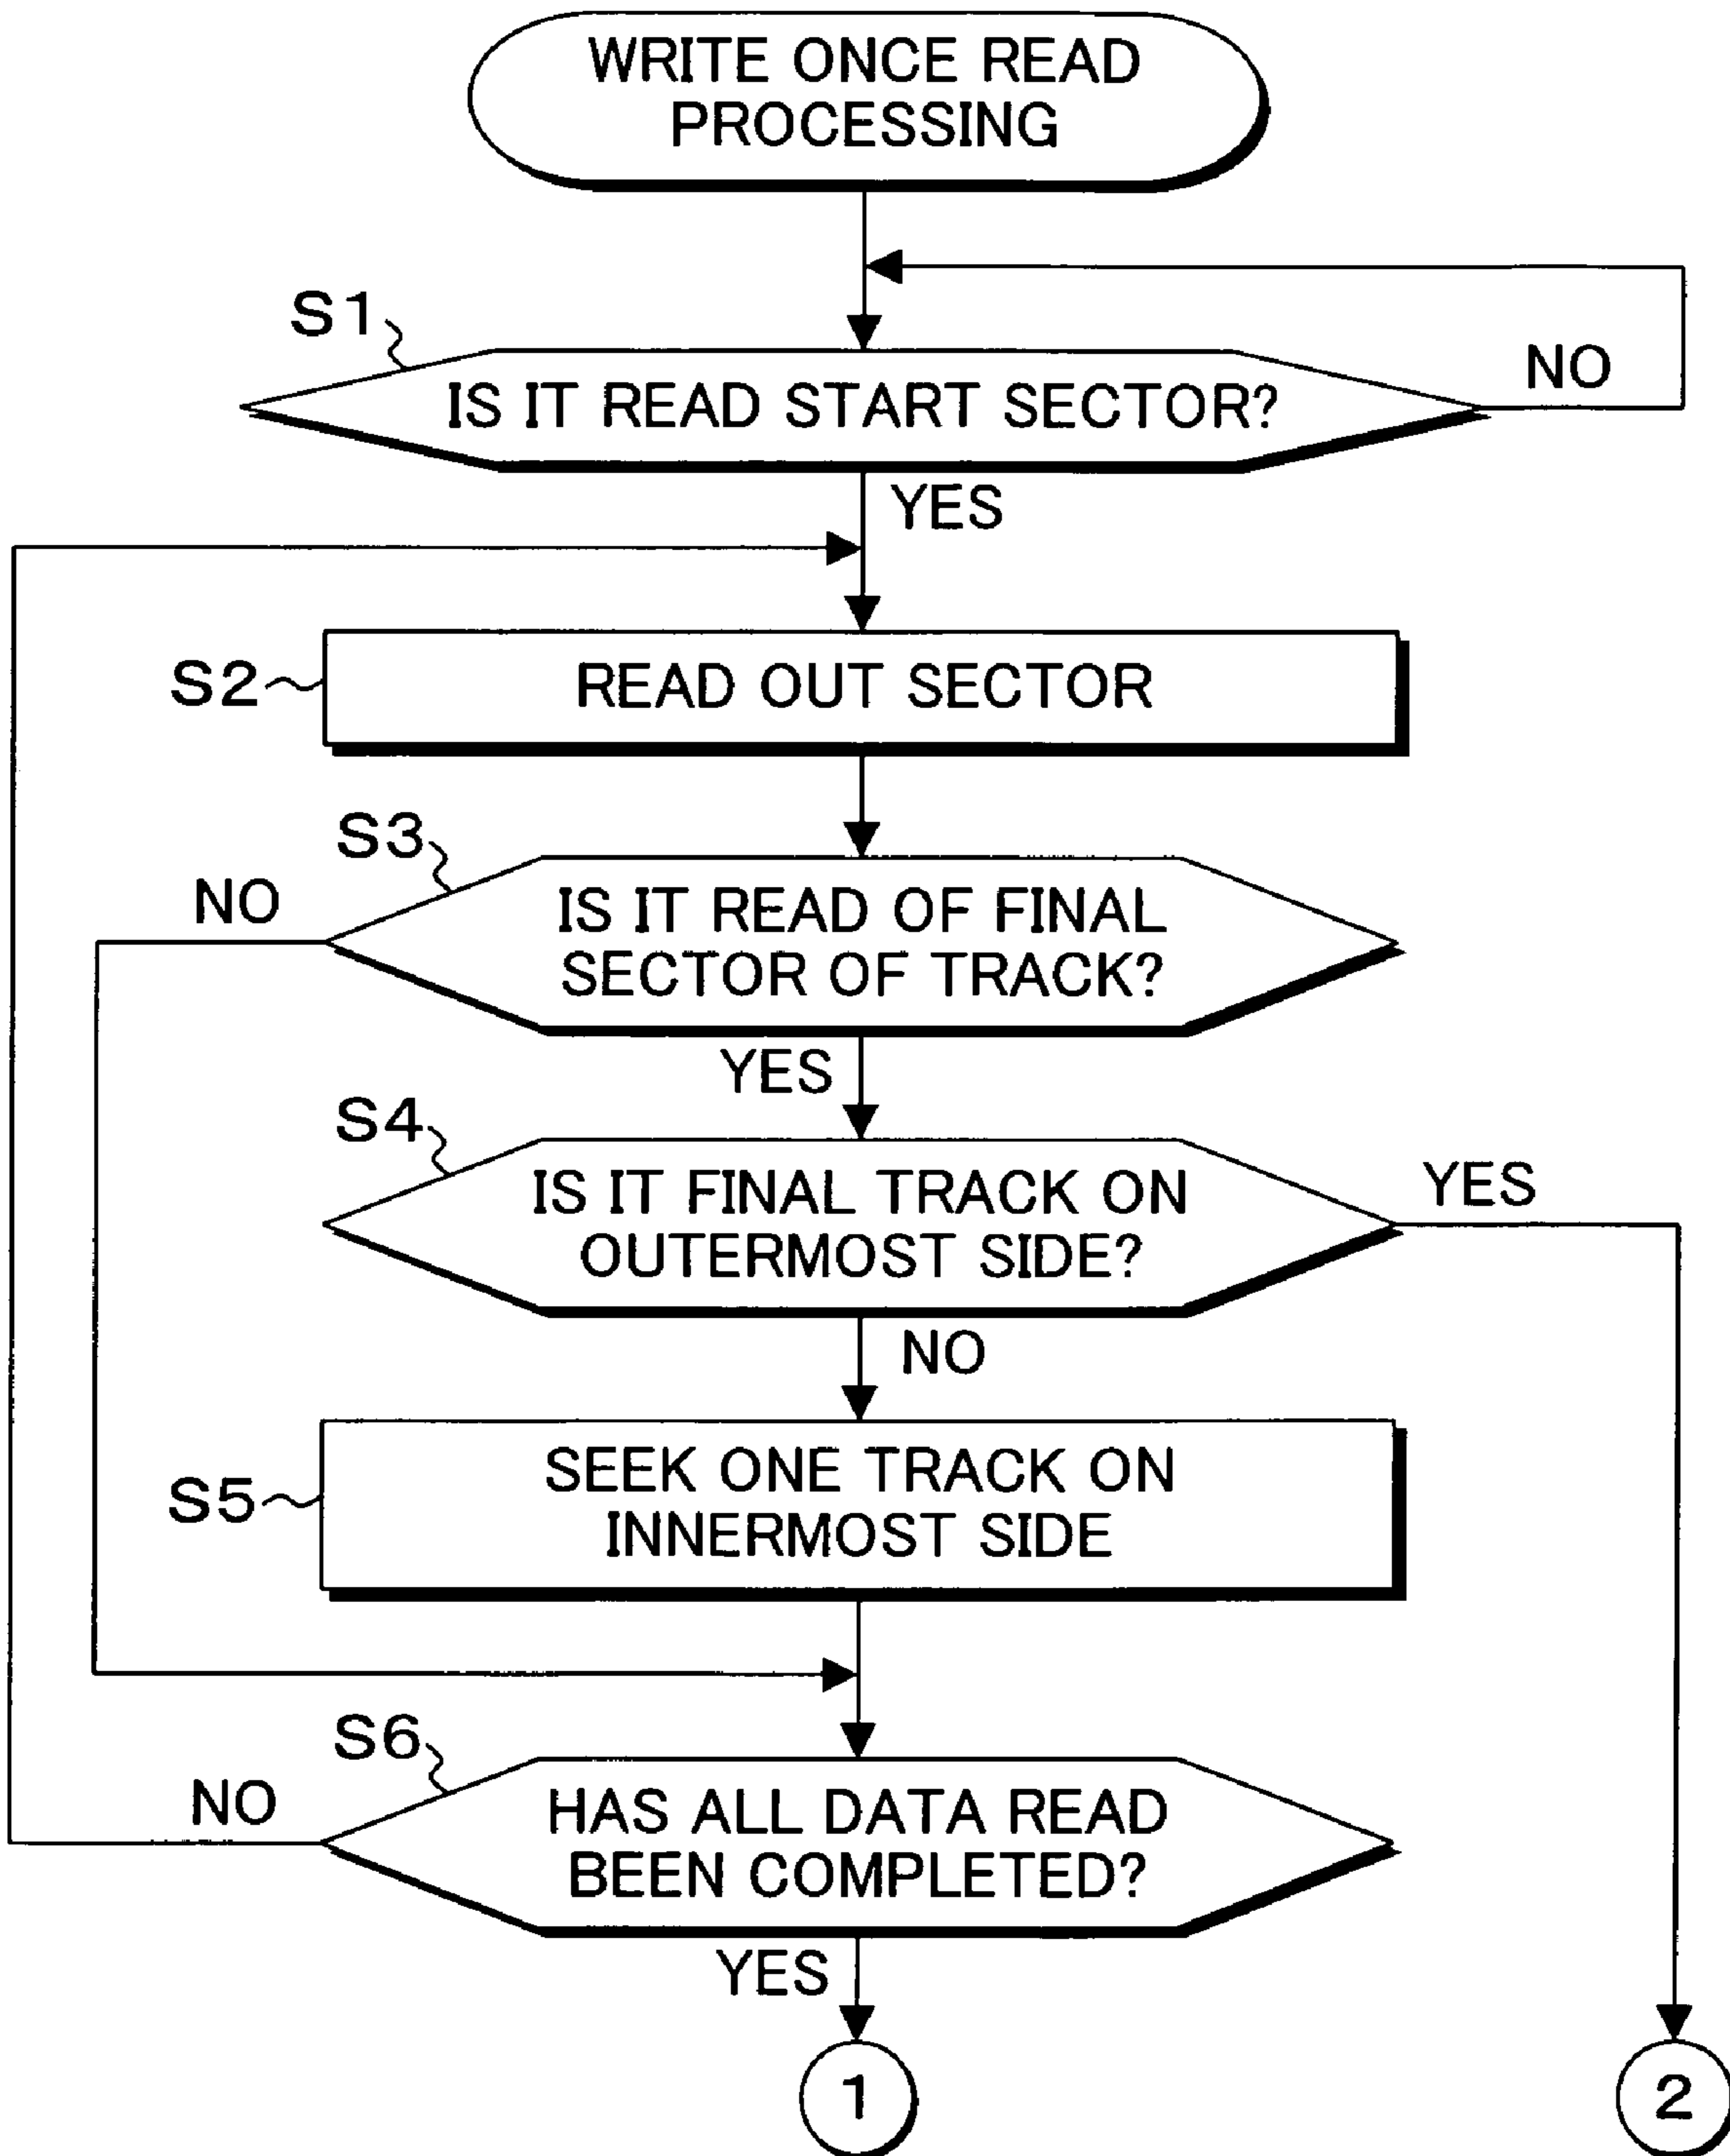 WRITE ONCE READ
PROCESSING
S1
IS IT READ START SECTOR?
NO
YES
S2
READ OUT SECTOR
S3
NO
IS IT READ OF FINAL
SECTOR OF TRACK?
YES
S4
IS IT FINAL TRACK ON
OUTERMOST SIDE?
YES
NO
S5
SEEK ONE TRACK ON
INNERMOST SIDE
S6
NO
HAS ALL DATA READ
BEEN COMPLETED?
YES
1
2